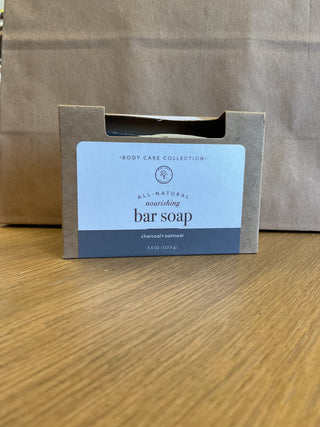 •BODY CARE COLLECTION•
ALL-NATURAL
nourishing
bar soap
charcoal + oatmeal
4.5 OZ (127.5 g)